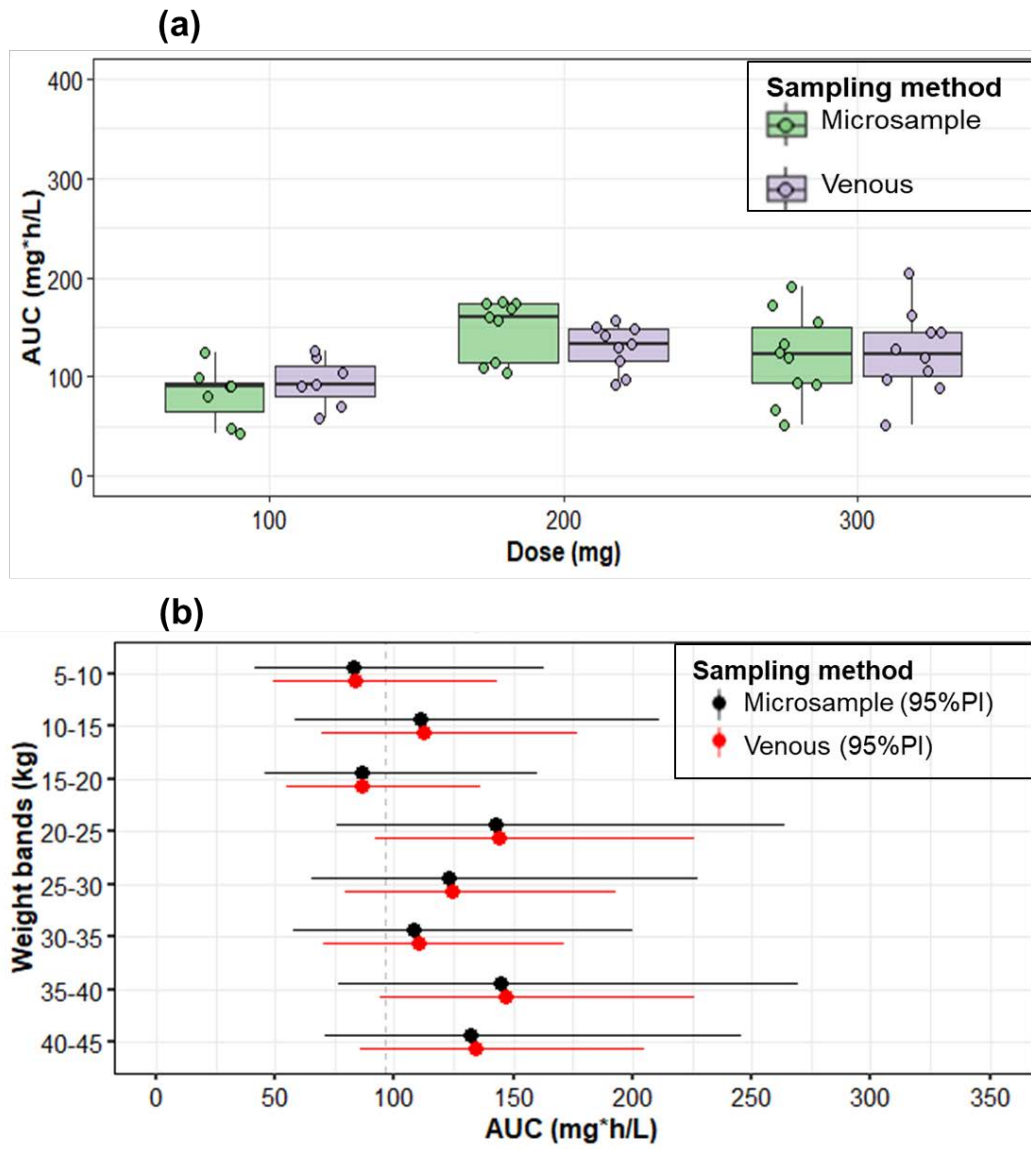 (a)
AUC (mg*h/L)
400
300
200
100
0
Sampling method
Microsample
Venous
100
200
300
Dose (mg)
(b)
Weight bands (kg)
5-10
10-15
15-20
20-25
25-30
30-35
35-40
40-45
Sampling method
Microsample (95%PI)
Venous (95%PI)
0
50
100
150
200
250
300
350
AUC (mg*h/L)